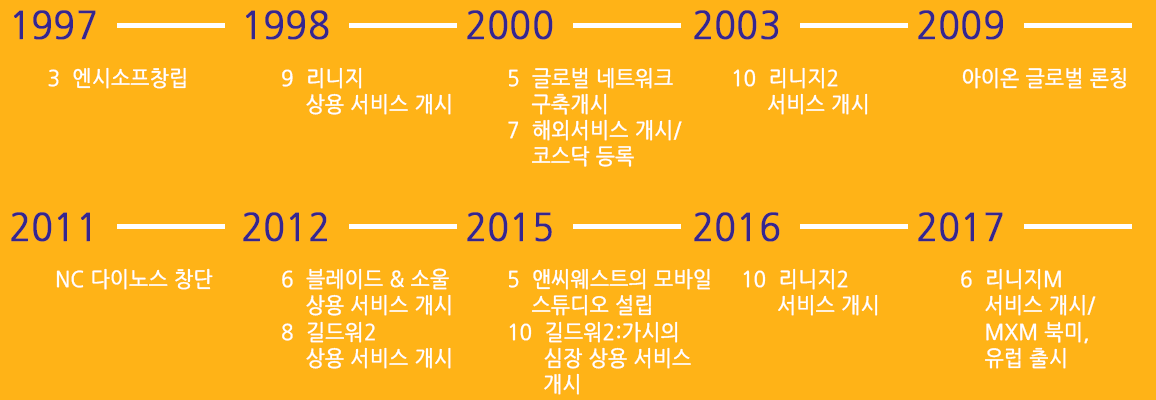 1997
3 엔시소프창립
1998
9 리니지
상용 서비스 개시
2000
5 글로벌 네트워크
구축개시
7 해외서비스 개시/
코스닥 등록
2003
10 리니지2
서비스 개시
2009
아이온 글로벌 론칭
2011
NC 다이노스 창단
2012
6 블레이드 & 소울
상용 서비스 개시
8 길드워2
상용 서비스 개시
2015
5 앤씨웨스트의 모바일
스튜디오 설립
10 길드워2:가시의
심장 상용 서비스
개시
2016
10 리니지2
서비스 개시
2017
6 리니지M
서비스 개시/
MXM 북미,
유럽 출시